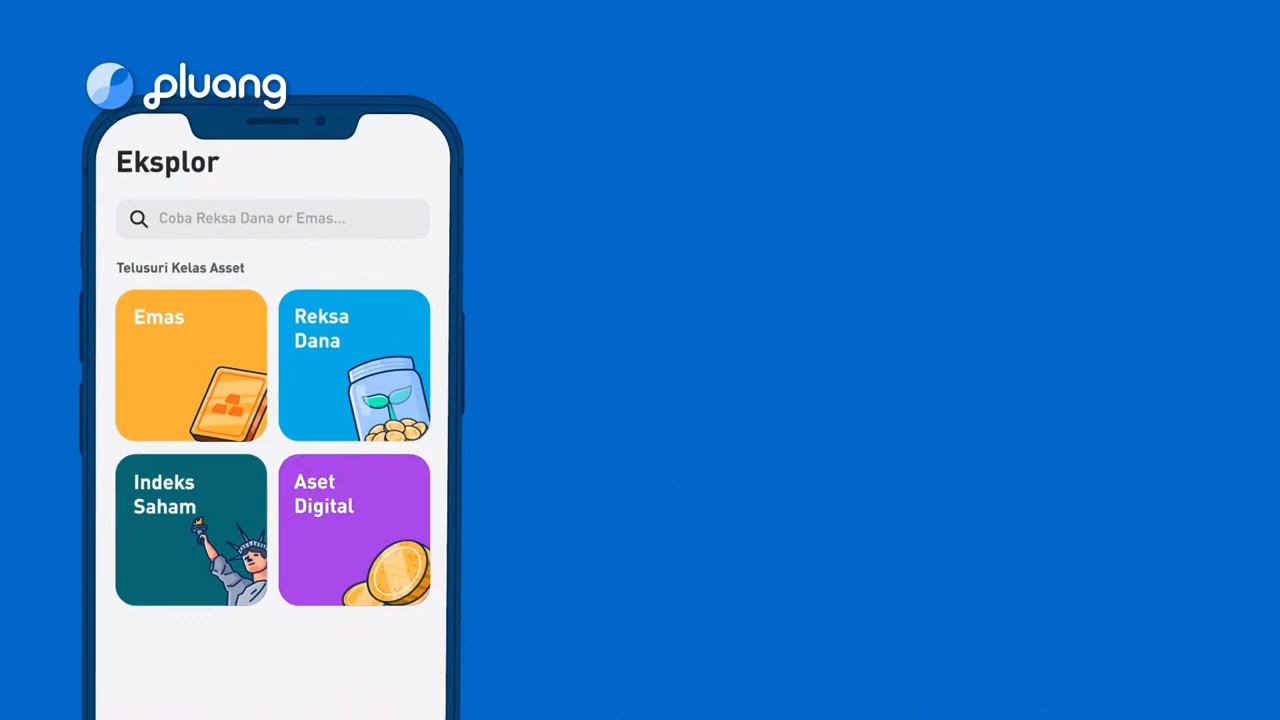 pluang
Eksplor
Coba Reksa Dana or Emas...
Telusuri Kelas Asset
Emas
Reksa
Dana
Indeks
Saham
Aset
Digital